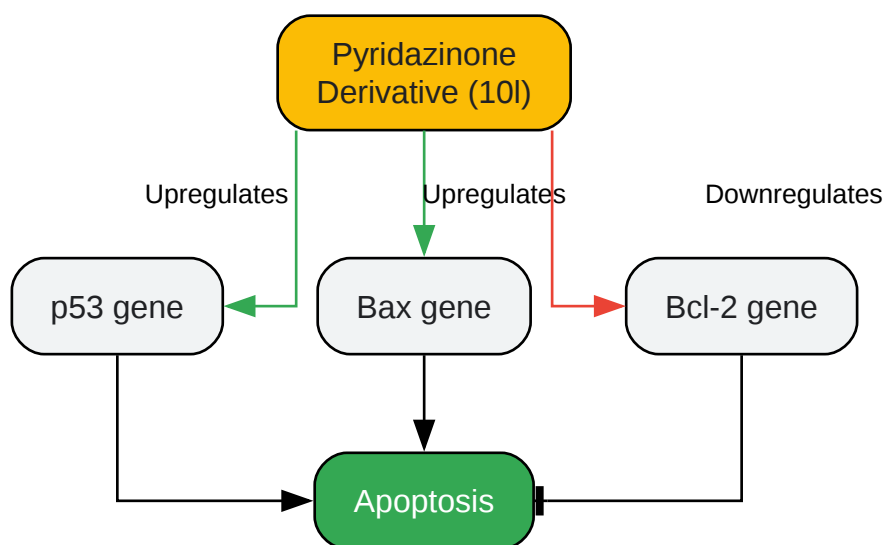 Pyridazinone
Derivative (10l)
Upregulates
Upregulates
Downregulates
p53 gene
Bax gene
Bcl-2 gene
Apoptosis